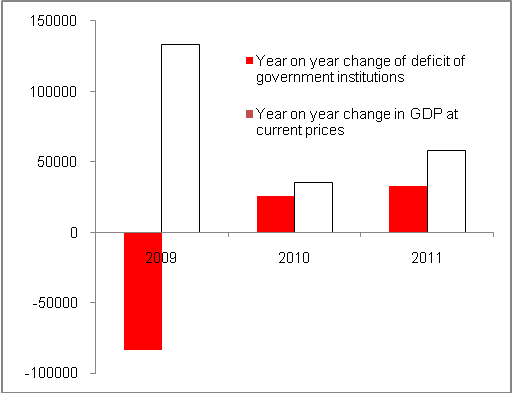 150000
100000
50000
0
-50000
-100000
Year on year change of deficit of
government institutions
Year on year change in GDP at
current prices
2009
2010
2011